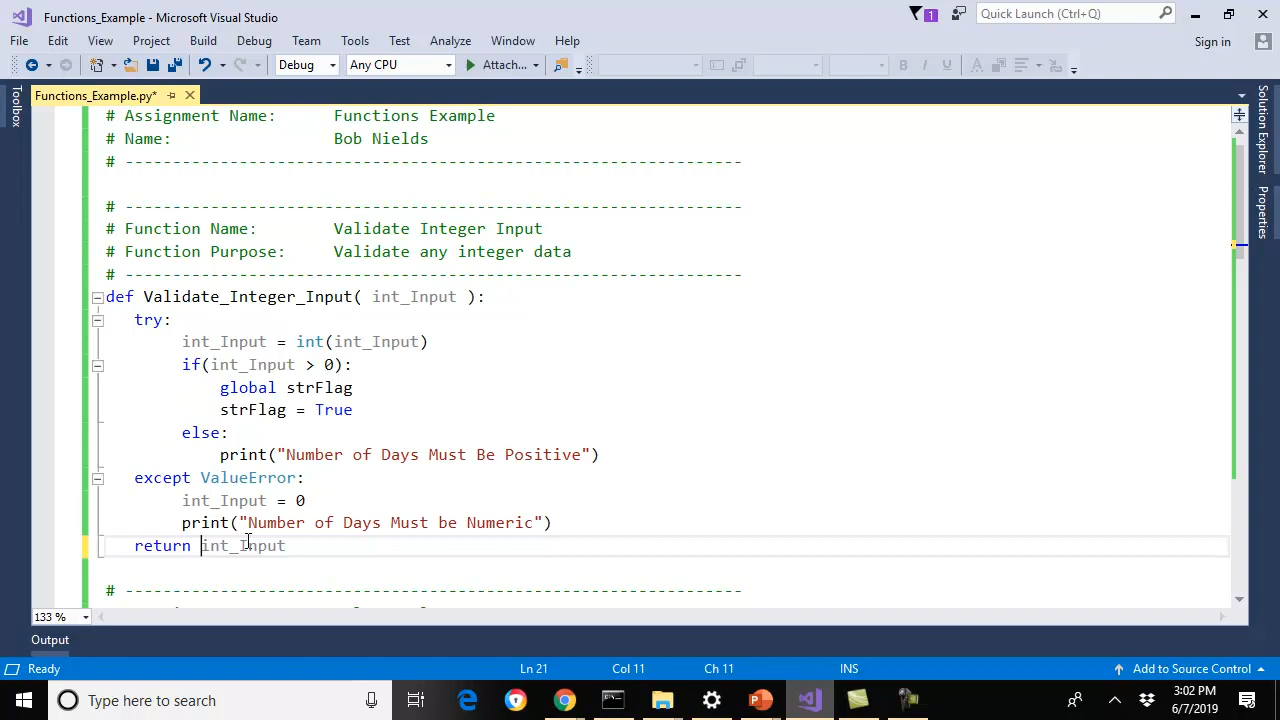 Functions_Example - Microsoft Visual Studio
1
Quick Launch (Ctrl+Q)
File Edit View Project Build Debug Team Tools Test Analyze Window Help
Sign in
Debug Any CPU Attach...
Functions_Example.py*
Toolbox
Solution Explorer
Properties
# Assignment Name: Functions Example
# Name: Bob Nields
# ------------------------------------------------------------------
# ------------------------------------------------------------------
# Function Name: Validate Integer Input
# Function Purpose: Validate any integer data
# ------------------------------------------------------------------
def Validate_Integer_Input( int_Input ):
try:
int_Input = int(int_Input)
if(int_Input > 0):
global strFlag
strFlag = True
else:
print("Number of Days Must Be Positive")
except ValueError:
int_Input = 0
print("Number of Days Must be Numeric")
return int_Input
# ------------------------------------------------------------------
133 %
Output
Ready Ln 21 Col 11 Ch 11 INS Add to Source Control
Type here to search
3:02 PM
6/7/2019